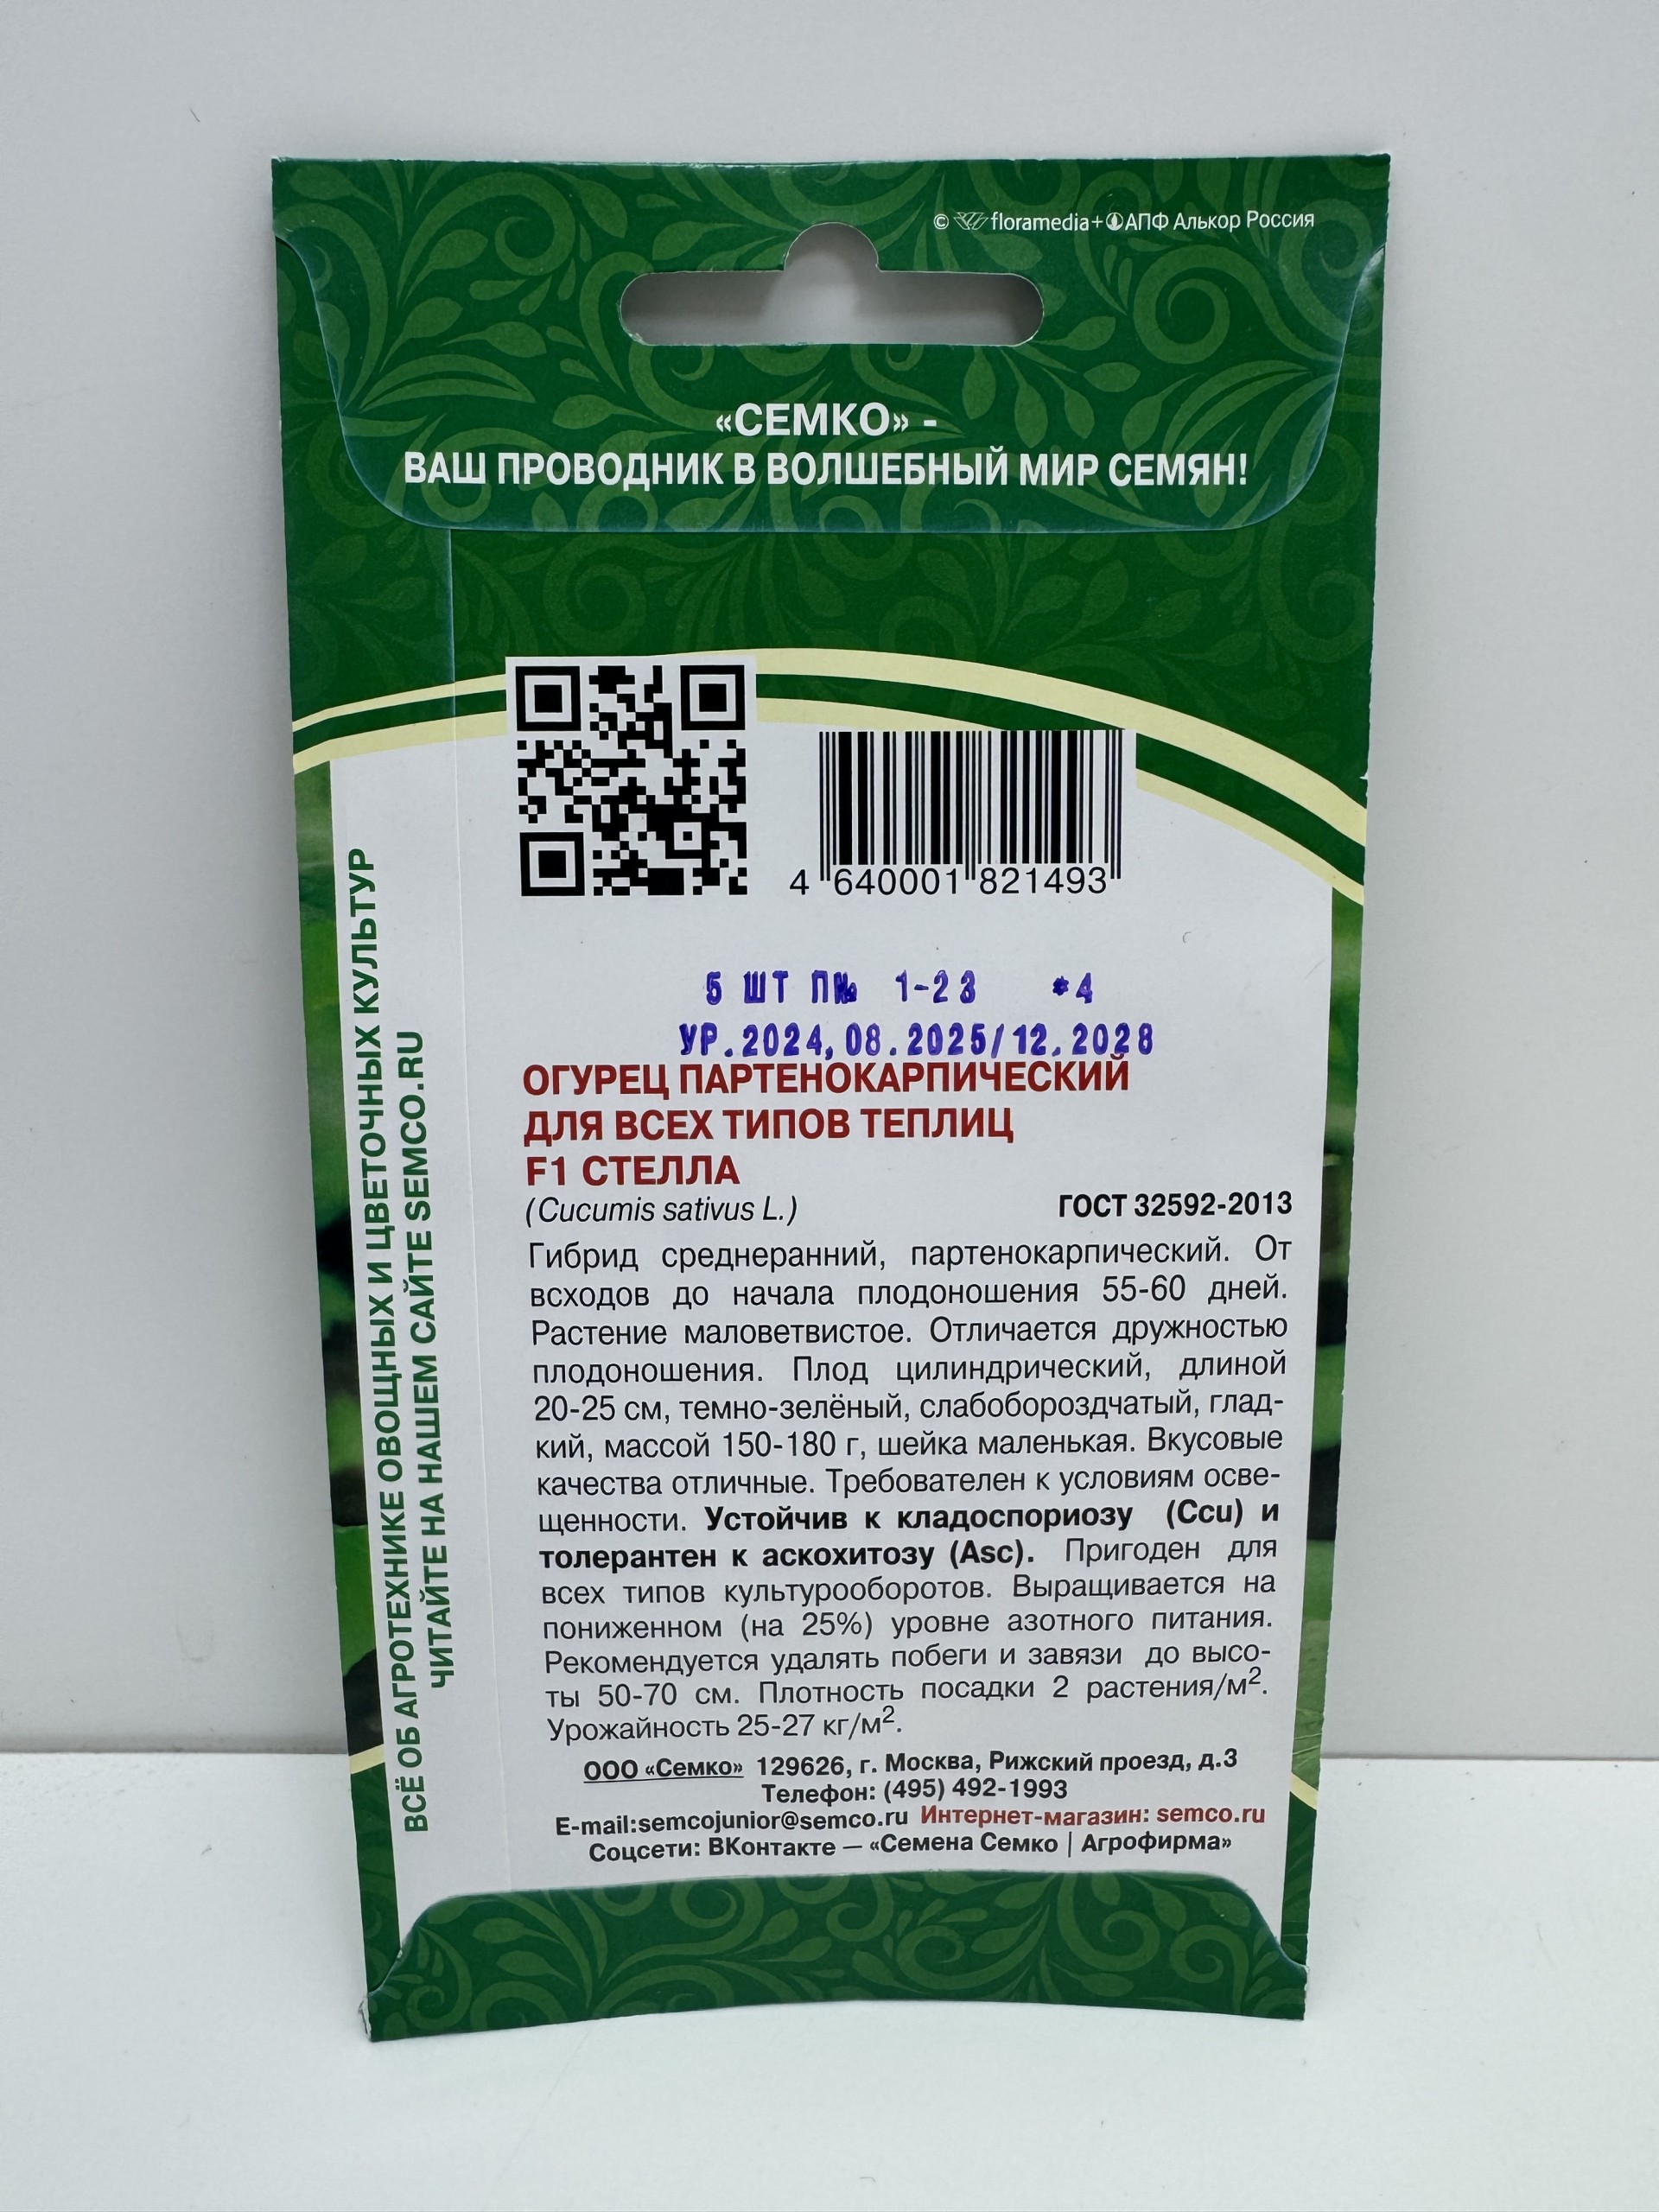 © floramedia+ АПФ Алькор Россия
«СЕМКО» -
ВАШ ПРОВОДНИК В ВОЛШЕБНЫЙ МИР СЕМЯН!
4 640001 821493
5 ШТ П№ 1-23 *4
УР.2024,08.2025/12.2028
ОГУРЕЦ ПАРТЕНОКАРПИЧЕСКИЙ
ДЛЯ ВСЕХ ТИПОВ ТЕПЛИЦ
F1 СТЕЛЛА
(Cucumis sativus L.) ГОСТ 32592-2013
Гибрид среднеранний, партенокарпический. От
всходов до начала плодоношения 55-60 дней.
Растение маловетвистое. Отличается дружностью
плодоношения. Плод цилиндрический, длиной
20-25 см, темно-зелёный, слабобороздчатый, глад-
кий, массой 150-180 г, шейка маленькая. Вкусовые
качества отличные. Требователен к условиям осве-
щенности. Устойчив к кладоспориозу (Ccu) и
толерантен к аскохитозу (Asc). Пригоден для
всех типов культурооборотов. Выращивается на
пониженном (на 25%) уровне азотного питания.
Рекомендуется удалять побеги и завязи до высо-
ты 50-70 см. Плотность посадки 2 растения/м².
Урожайность 25-27 кг/м².
ООО «Семко» 129626, г. Москва, Рижский проезд, д.3
Телефон: (495) 492-1993
E-mail:semcojunior@semco.ru Интернет-магазин: semco.ru
Соцсети: ВКонтакте — «Семена Семко | Агрофирма»
ВСЁ ОБ АГРОТЕХНИКЕ ОВОЩНЫХ И ЦВЕТОЧНЫХ КУЛЬТУР
ЧИТАЙТЕ НА НАШЕМ САЙТЕ SEMCO.RU